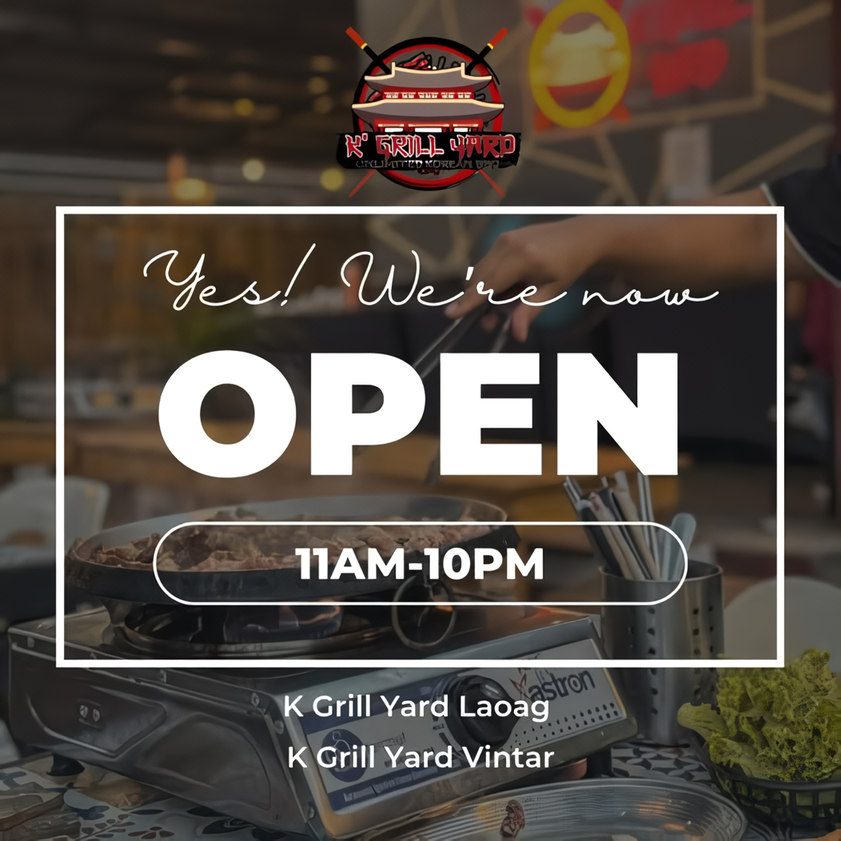 K' GRILL YARD
UNLIMITED KOREAN BBQ
Yes! We're now
OPEN
11AM-10PM
astron
K Grill Yard Laoag
K Grill Yard Vintar